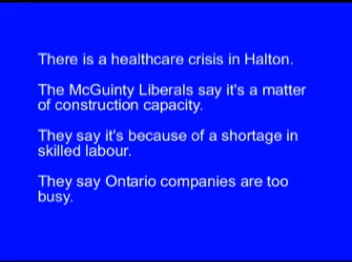 There is a healthcare crisis in Halton.
The McGuinty Liberals say it's a matter
of construction capacity.
They say it's because of a shortage in
skilled labour.
They say Ontario companies are too
busy.